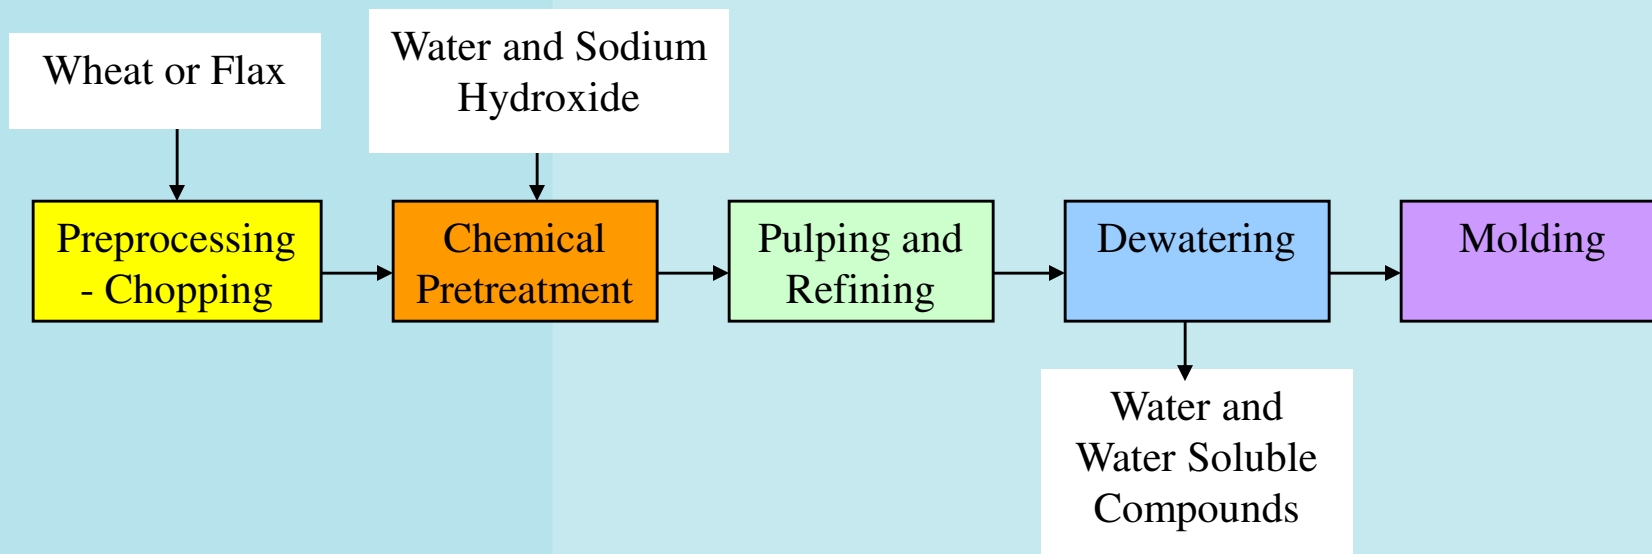 Wheat or Flax
Water and Sodium
Hydroxide
Preprocessing
- Chopping
Chemical
Pretreatment
Pulping and
Refining
Dewatering
Molding
Water and
Water Soluble
Compounds